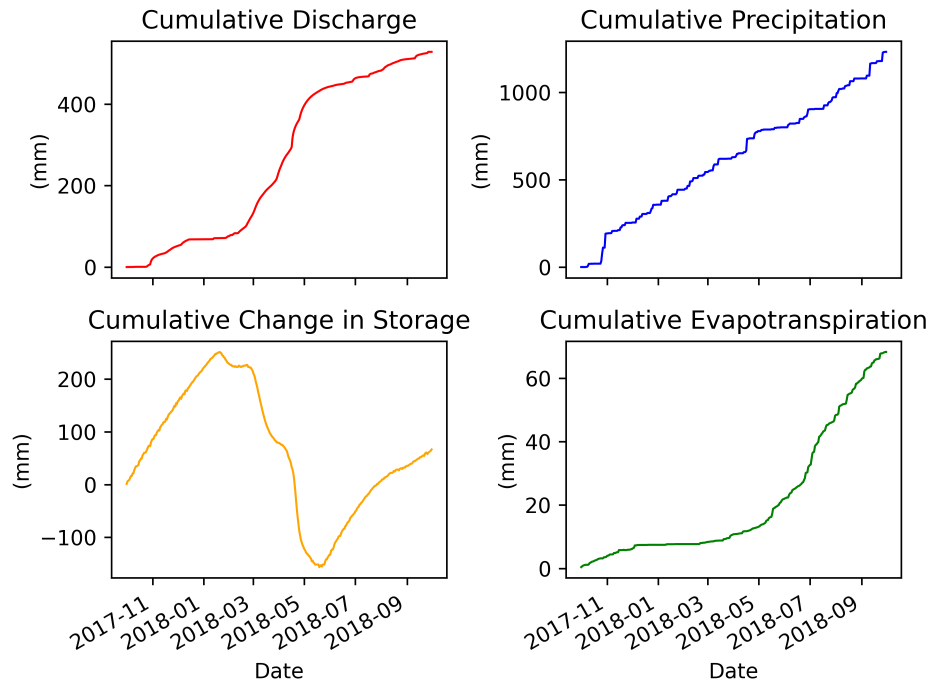 Cumulative Discharge
(mm)
400
200
0
Cumulative Precipitation
(mm)
1000
500
0
Cumulative Change in Storage
(mm)
200
100
0
−100
2017-11
2018-01
2018-03
2018-05
2018-07
2018-09
Date
Cumulative Evapotranspiration
(mm)
60
40
20
0
2017-11
2018-01
2018-03
2018-05
2018-07
2018-09
Date